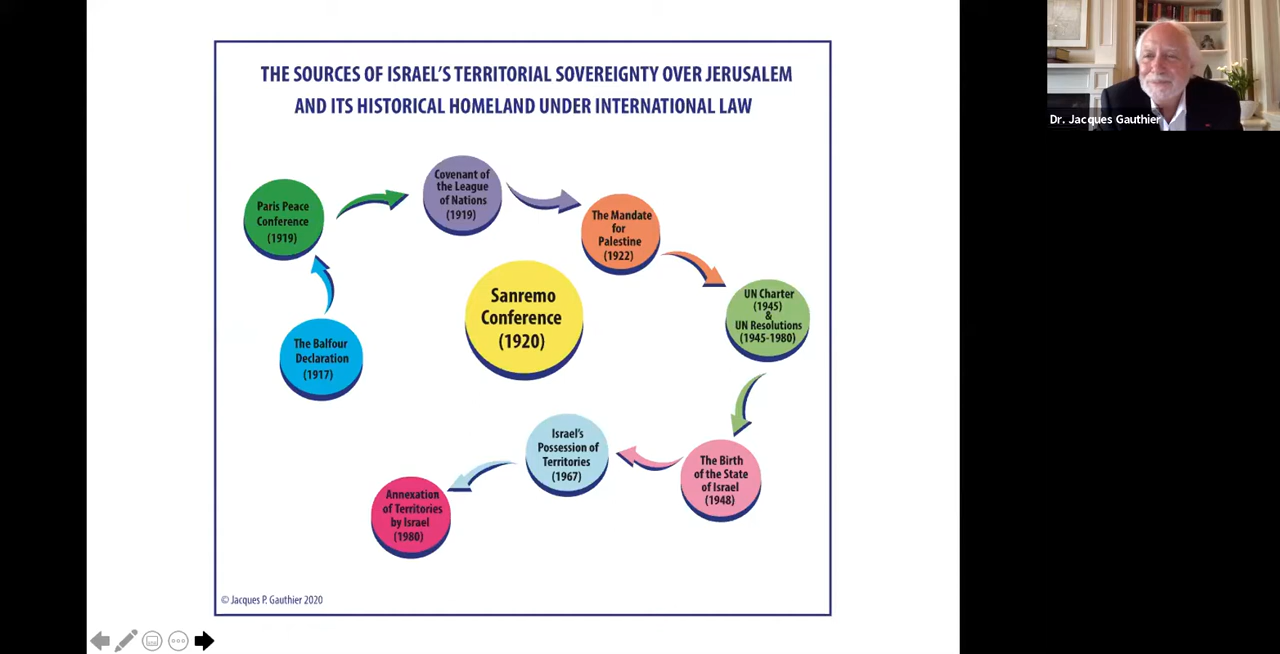 THE SOURCES OF ISRAEL'S TERRITORIAL SOVEREIGNTY OVER JERUSALEM
AND ITS HISTORICAL HOMELAND UNDER INTERNATIONAL LAW
Dr. Jacques Gauthier
The Balfour
Declaration
(1917)
Paris Peace
Conference
(1919)
Covenant of
the League
of Nations
(1919)
The Mandate
for
Palestine
(1922)
Sanremo
Conference
(1920)
UN Charter
(1945)
&
UN Resolutions
(1945-1980)
The Birth
of the State
of Israel
(1948)
Israel's
Possession of
Territories
(1967)
Annexation
of Territories
by Israel
(1980)
© Jacques P. Gauthier 2020